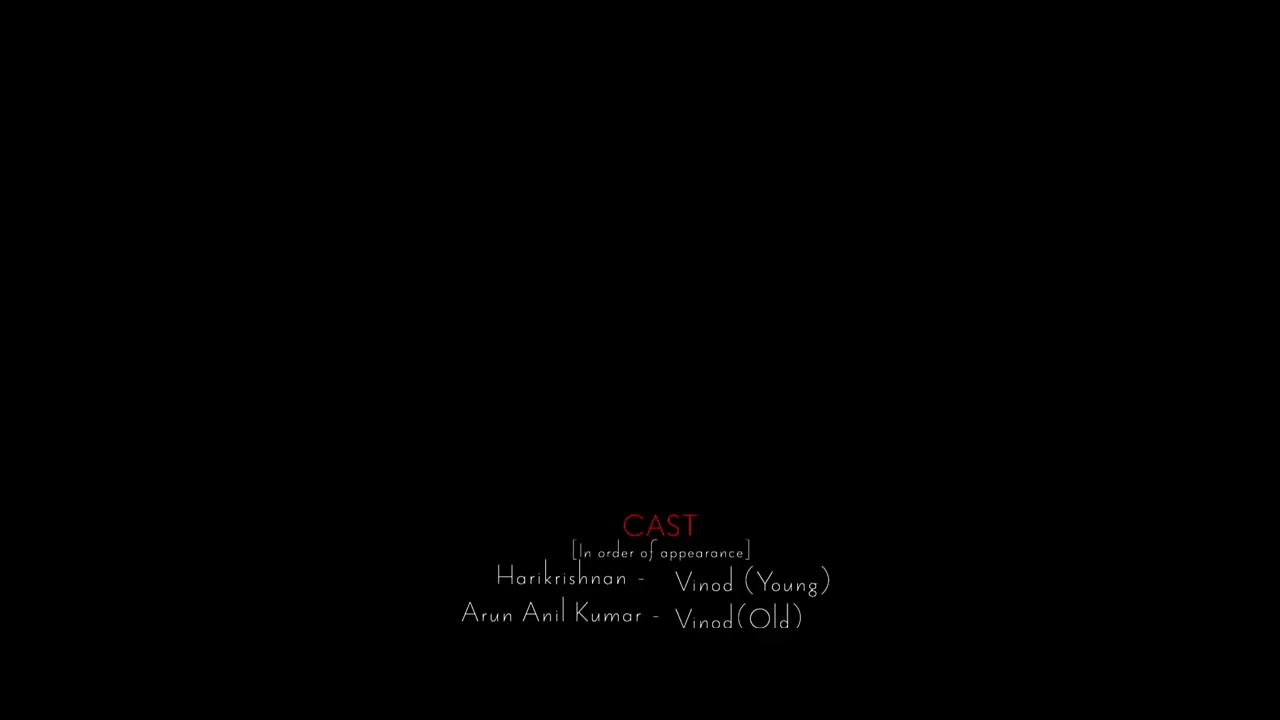 CAST
[In order of appearance]
Harikrishnan - Vinod (Young)
Arun Anil Kumar - Vinod(Old)